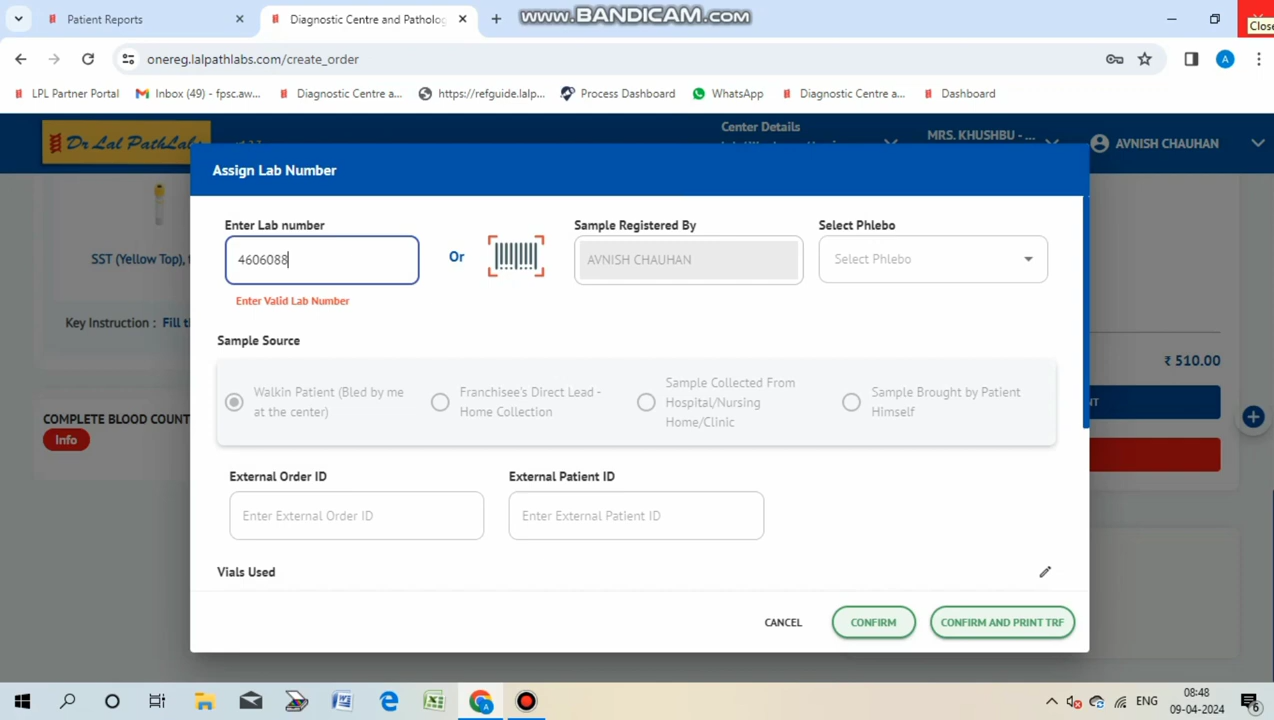 Patient Reports
Diagnostic Centre and Patholog
www.BANDICAM.com
Close
onereg.lalpathlabs.com/create_order
A
LPL Partner Portal
Inbox (49) - fpsc.aw...
Diagnostic Centre a...
https://refguide.lalp...
Process Dashboard
WhatsApp
Diagnostic Centre a...
Dashboard
Dr Lal PathLabs
Center Details
MRS. KHUSHBU - ...
AVNISH CHAUHAN
Assign Lab Number
Enter Lab number
Sample Registered By
Select Phlebo
4606088
Or
AVNISH CHAUHAN
Select Phlebo
SST (Yellow Top),
Enter Valid Lab Number
Key Instruction : Fill t
Sample Source
₹ 510.00
Walkin Patient (Bled by me at the center)
Franchisee's Direct Lead - Home Collection
Sample Collected From Hospital/Nursing Home/Clinic
Sample Brought by Patient Himself
NT
COMPLETE BLOOD COUNT
Info
External Order ID
External Patient ID
Enter External Order ID
Enter External Patient ID
Vials Used
CANCEL
CONFIRM
CONFIRM AND PRINT TRF
ENG
08:48
09-04-2024
6